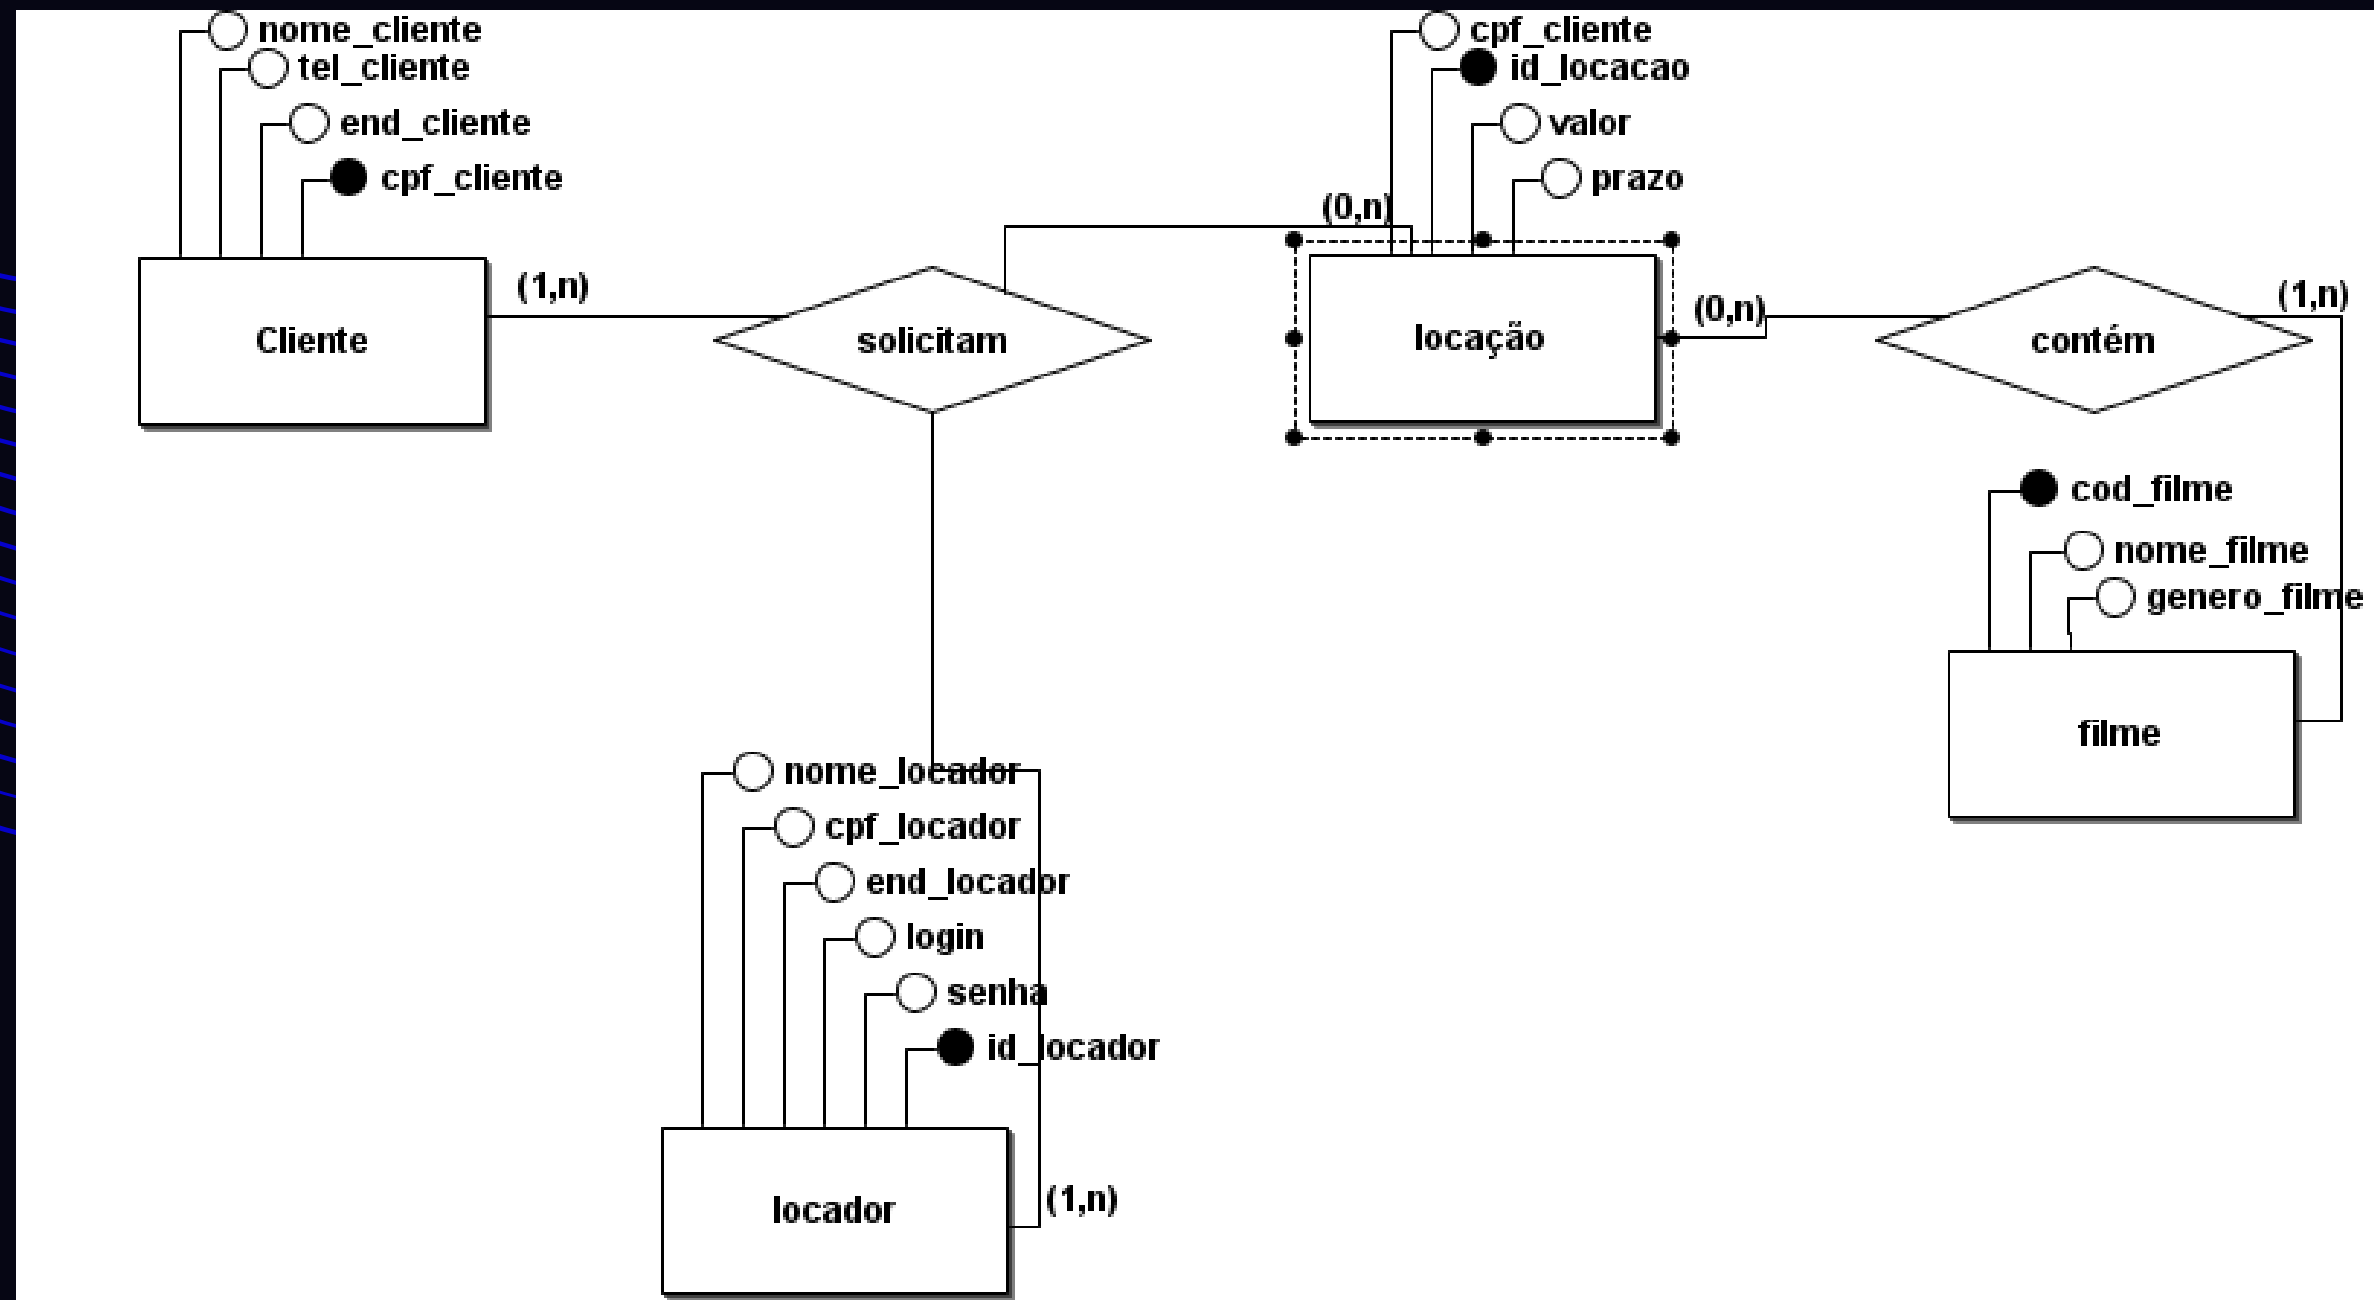 nome_cliente
tel_cliente
end_cliente
cpf_cliente
Cliente
(1,n)
solicitam
(0,n)
cpf_cliente
id_locacao
valor
prazo
locação
(0,n)
contém
(1,n)
cod_filme
nome_filme
genero_filme
filme
nome_locador
cpf_locador
end_locador
login
senha
id_locador
locador
(1,n)